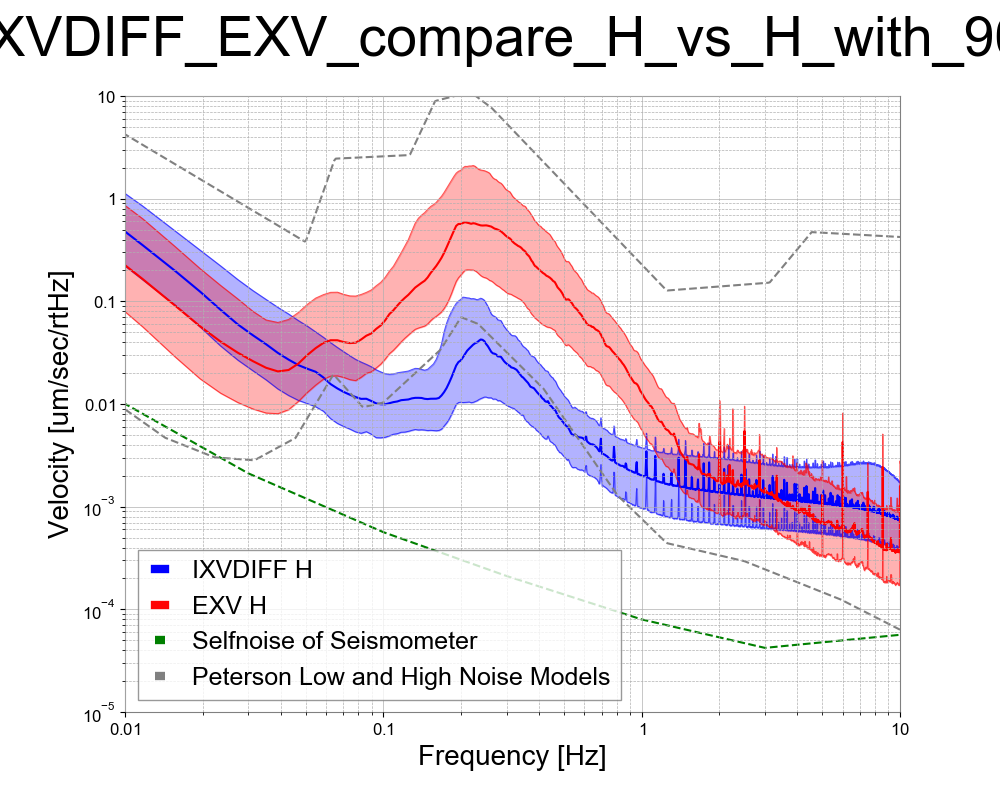 XVDIFF_EXV_compare_H_vs_H_with_90
Velocity [um/sec/rtHz]
10
1
0.1
0.01
10⁻³
10⁻⁴
10⁻⁵
IXVDIFF H
EXV H
Selfnoise of Seismometer
Peterson Low and High Noise Models
0.01 0.1 1 10
Frequency [Hz]